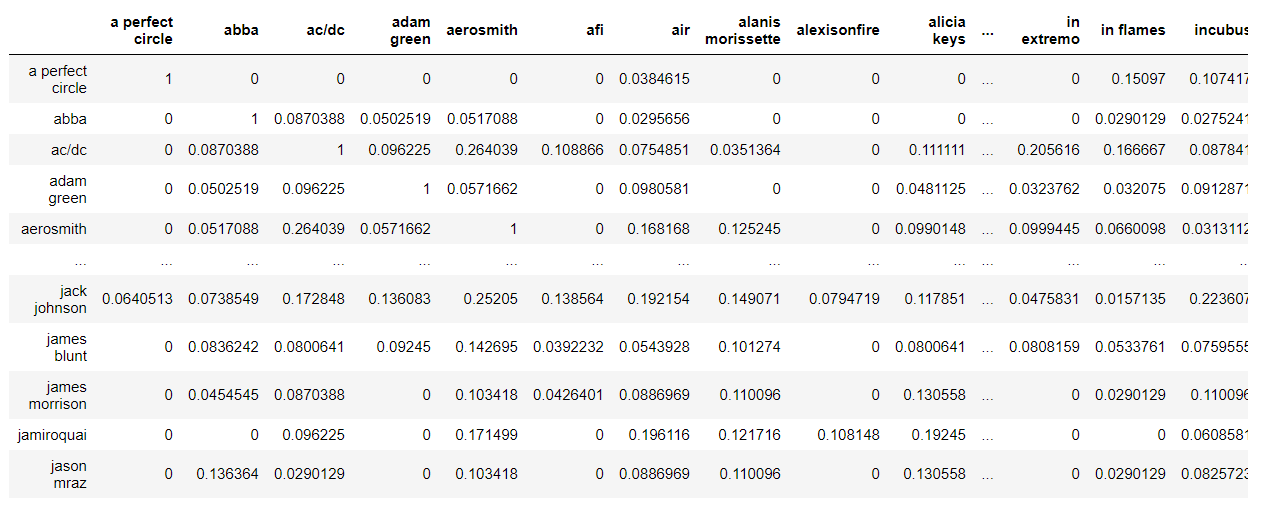 a perfect circle abba ac/dc adam green aerosmith afi air alanis morissette alexisonfire alicia keys ... in extremo in flames incubus
a perfect circle 1 0 0 0 0 0 0.0384615 0 0 0 ... 0 0.15097 0.107417
abba 0 1 0.0870388 0.0502519 0.0517088 0 0.0295656 0 0 0 ... 0 0.0290129 0.0275241
ac/dc 0 0.0870388 1 0.096225 0.264039 0.108866 0.0754851 0.0351364 0 0.111111 ... 0.205616 0.166667 0.087841
adam green 0 0.0502519 0.096225 1 0.0571662 0 0.0980581 0 0 0.0481125 ... 0.0323762 0.032075 0.0912871
aerosmith 0 0.0517088 0.264039 0.0571662 1 0 0.168168 0.125245 0 0.0990148 ... 0.0999445 0.0660098 0.0313112
... ... ... ... ... ... ... ... ... ... ... ... ... ..
jack johnson 0.0640513 0.0738549 0.172848 0.136083 0.25205 0.138564 0.192154 0.149071 0.0794719 0.117851 ... 0.0475831 0.0157135 0.223607
james blunt 0 0.0836242 0.0800641 0.09245 0.142695 0.0392232 0.0543928 0.101274 0 0.0800641 ... 0.0808159 0.0533761 0.0759555
james morrison 0 0.0454545 0.0870388 0 0.103418 0.0426401 0.0886969 0.110096 0 0.130558 ... 0 0.0290129 0.110096
jamiroquai 0 0 0.096225 0 0.171499 0 0.196116 0.121716 0.108148 0.19245 ... 0 0 0.0608581
jason mraz 0 0.136364 0.0290129 0 0.103418 0 0.0886969 0.110096 0 0.130558 ... 0 0.0290129 0.0825723